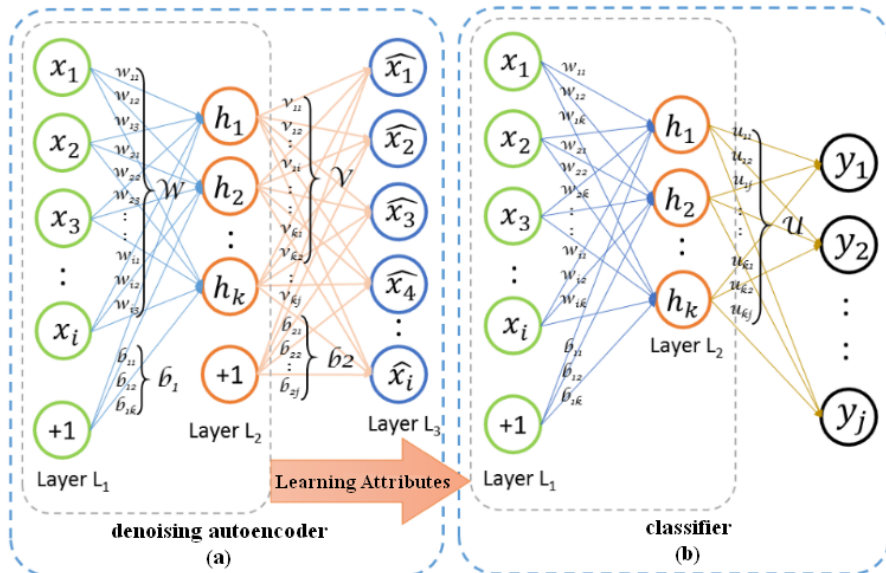 x₁
x₂
x₃
⋮
xᵢ
+1
Layer L₁
w₁₁
w₁₂
w₁₃
w₂₁
w₂₂
w₂₃
⋮ ⋮
wᵢ₁
wᵢ₂
wᵢ₃
W
b₁₁
b₁₂
b₁ₖ
b₁
h₁
h₂
⋮
hₖ
+1
Layer L₂
v₁₁
v₁₂
⋮
v₁ᵢ
⋮
vₖ₁
vₖ₂
⋮
vₖⱼ
V
b₂₁
b₂₂
⋮
b₂ⱼ
b2
x̂₁
x̂₂
x̂₃
x̂₄
⋮
x̂ᵢ
Layer L₃
Learning Attributes
denoising autoencoder
(a)
x₁
x₂
x₃
⋮
xᵢ
+1
Layer L₁
w₁₁
w₁₂
w₁ₖ
w₂₁
w₂₂
w₂ₖ
⋮ ⋮
wᵢ₁
wᵢ₂
wᵢₖ
b₁₁
b₁₂
b₁ₖ
h₁
h₂
⋮
hₖ
Layer L₂
u₁₁
u₁₂
u₁ⱼ
⋮ ⋮
uₖ₁
uₖ₂
uₖⱼ
U
y₁
y₂
⋮
yⱼ
classifier
(b)